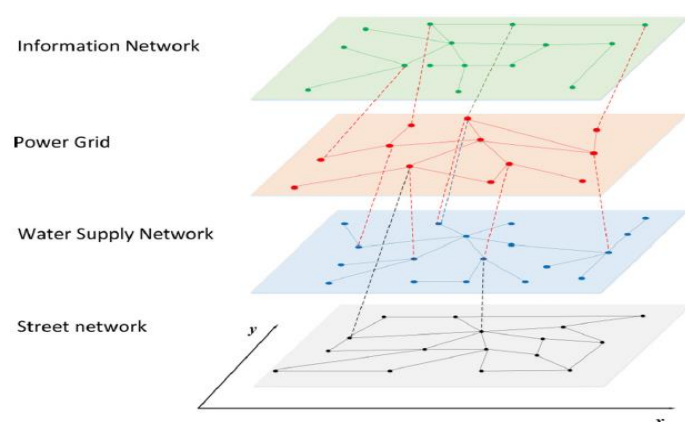 Information Network
Power Grid
Water Supply Network
Street network
y
x